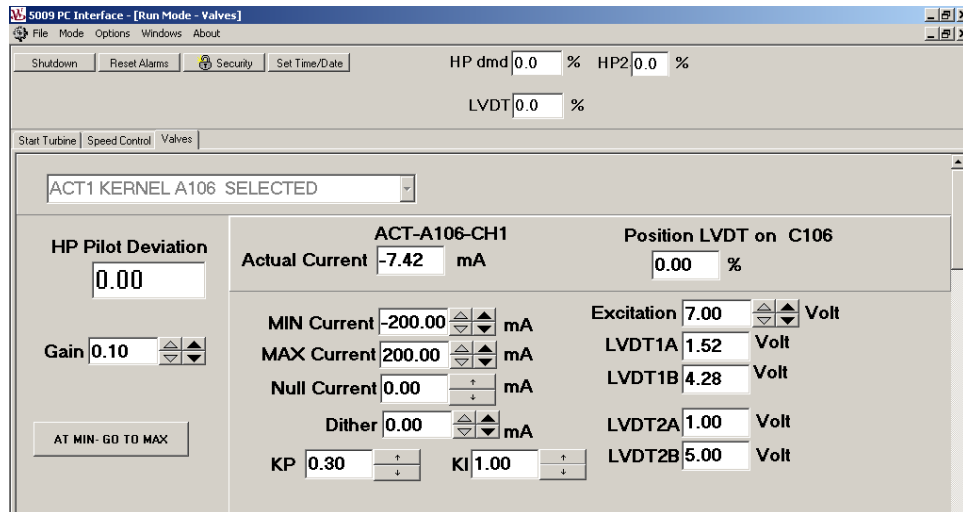 5009 PC Interface - [Run Mode - Valves]
File Mode Options Windows About
Shutdown Reset Alarms Security Set Time/Date
HP dmd 0.0 % HP2 0.0 %
LVDT 0.0 %
Start Turbine Speed Control Valves
ACT1 KERNEL A106 SELECTED
HP Pilot Deviation
0.00
Gain 0.10
AT MIN- GO TO MAX
ACT-A106-CH1
Actual Current -7.42 mA
Position LVDT on C106
0.00 %
MIN Current -200.00 mA
MAX Current 200.00 mA
Null Current 0.00 mA
Dither 0.00 mA
KP 0.30 KI 1.00
Excitation 7.00 Volt
LVDT1A 1.52 Volt
LVDT1B 4.28 Volt
LVDT2A 1.00 Volt
LVDT2B 5.00 Volt